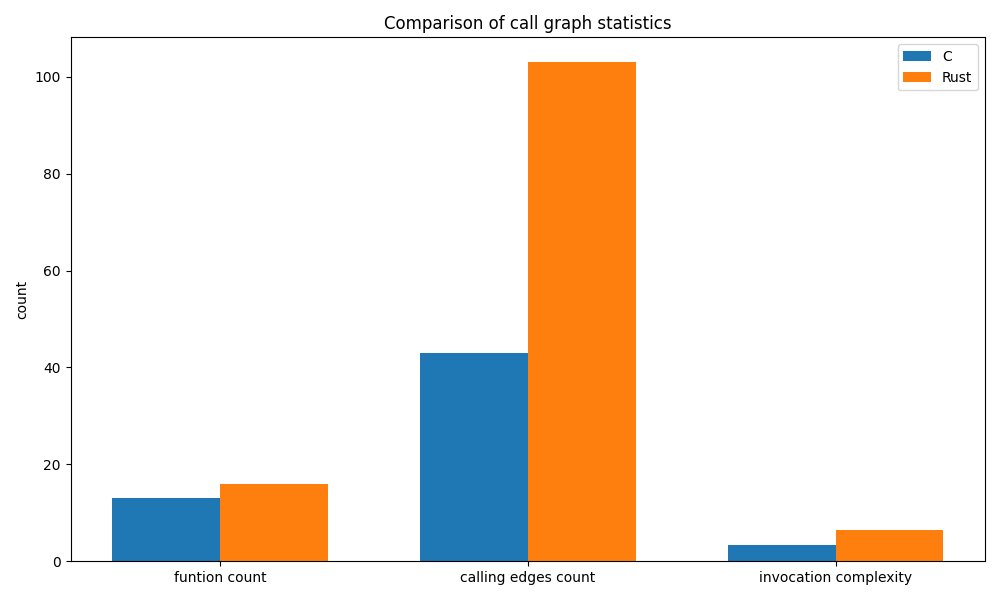 Comparison of call graph statistics
C
Rust
count
100
80
60
40
20
0
funtion count
calling edges count
invocation complexity